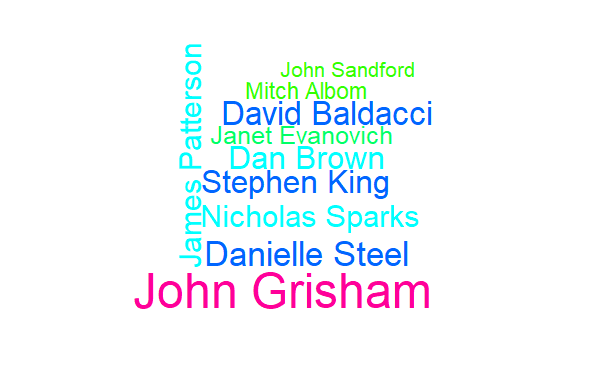 John Sandford
Mitch Albom
David Baldacci
Janet Evanovich
Dan Brown
Stephen King
Nicholas Sparks
Danielle Steel
John Grisham
James Patterson